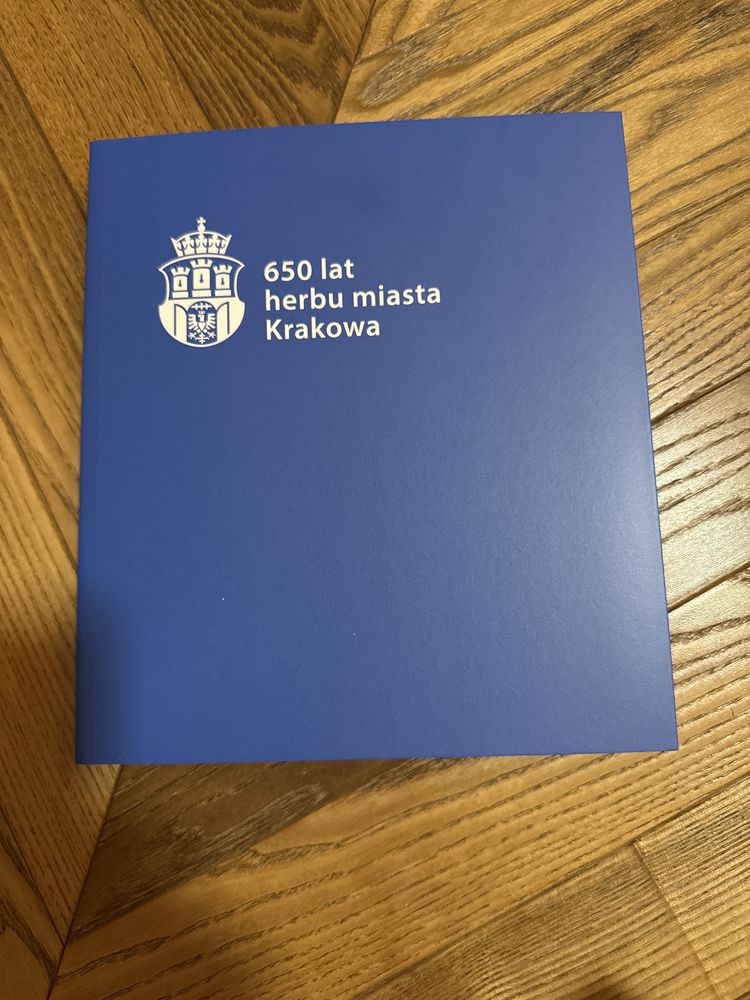 650 lat
herbu miasta
Krakowa